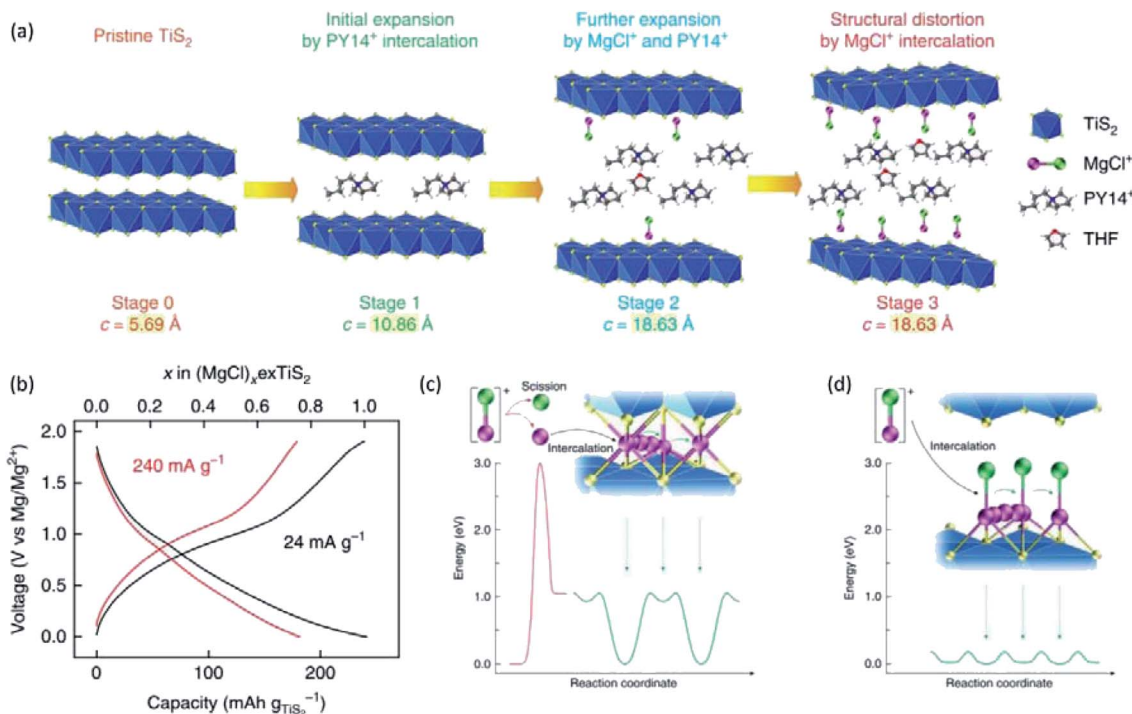 (a)
Pristine TiS₂
Initial expansion
by PY14⁺ intercalation
Further expansion
by MgCl⁺ and PY14⁺
Structural distortion
by MgCl⁺ intercalation
TiS₂
MgCl⁺
PY14⁺
THF
Stage 0
c = 5.69 Å
Stage 1
c = 10.86 Å
Stage 2
c = 18.63 Å
Stage 3
c = 18.63 Å
(b)
x in (MgCl)ₓexTiS₂
0.0 0.2 0.4 0.6 0.8 1.0
2.0
1.5
1.0
0.5
0.0
Voltage (V vs Mg/Mg²⁺)
240 mA g⁻¹
24 mA g⁻¹
0 100 200
Capacity (mAh g_TiS₂⁻¹)
(c)
+
Scission
Intercalation
3.0
2.0
1.0
0.0
Energy (eV)
Reaction coordinate
(d)
+
Intercalation
3.0
2.0
1.0
0.0
Energy (eV)
Reaction coordinate